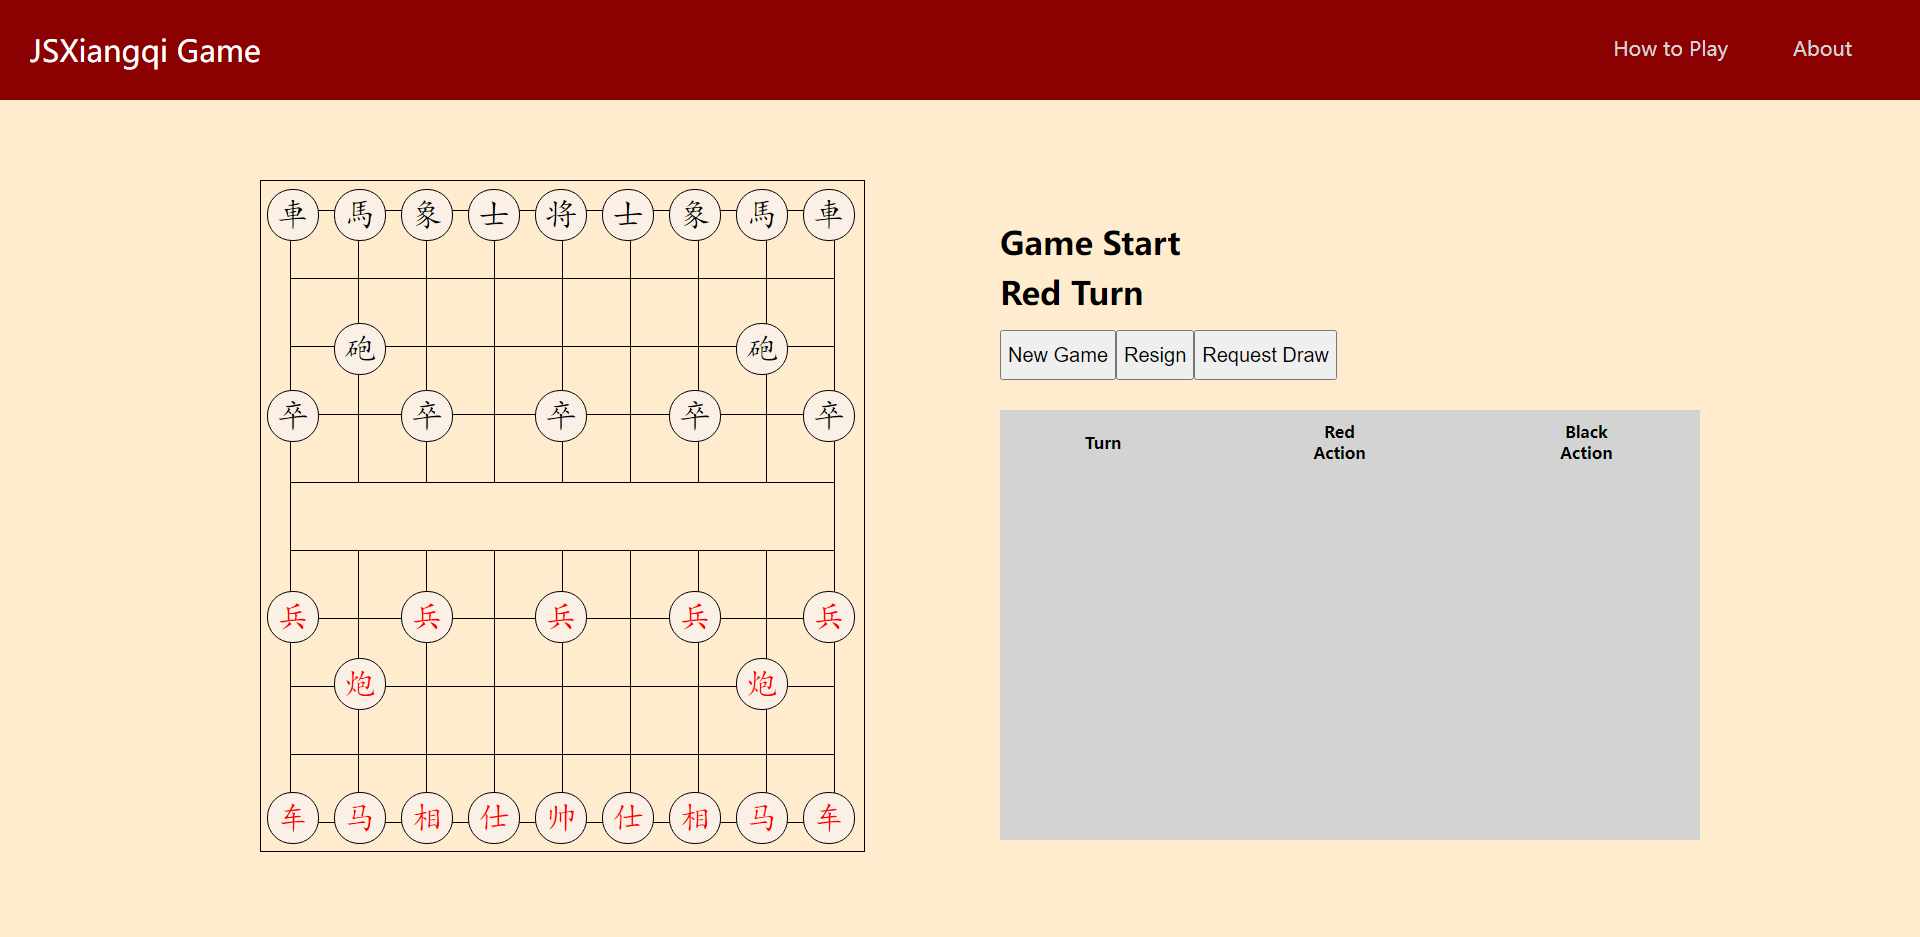 JSXiangqi Game
How to Play
About
車 馬 象 士 将 士 象 馬 車
砲 砲
卒 卒 卒 卒 卒
兵 兵 兵 兵 兵
炮 炮
车 马 相 仕 帅 仕 相 马 车
Game Start
Red Turn
New Game
Resign
Request Draw
Turn
Red
Action
Black
Action